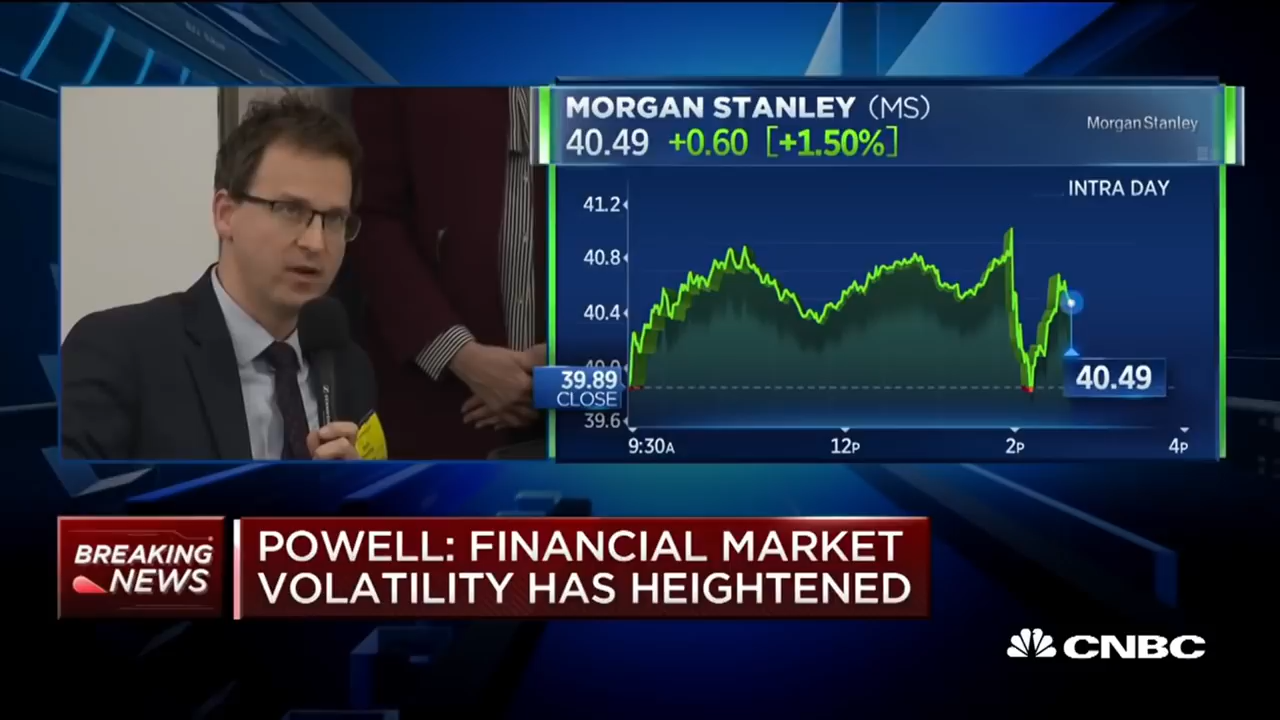 MORGAN STANLEY (MS)
40.49 +0.60 [+1.50%]
Morgan Stanley
INTRA DAY
41.2
40.8
40.4
40.0
39.89
CLOSE
39.6
40.49
9:30A
12P
2P
4P
BREAKING
NEWS
POWELL: FINANCIAL MARKET
VOLATILITY HAS HEIGHTENED
CNBC